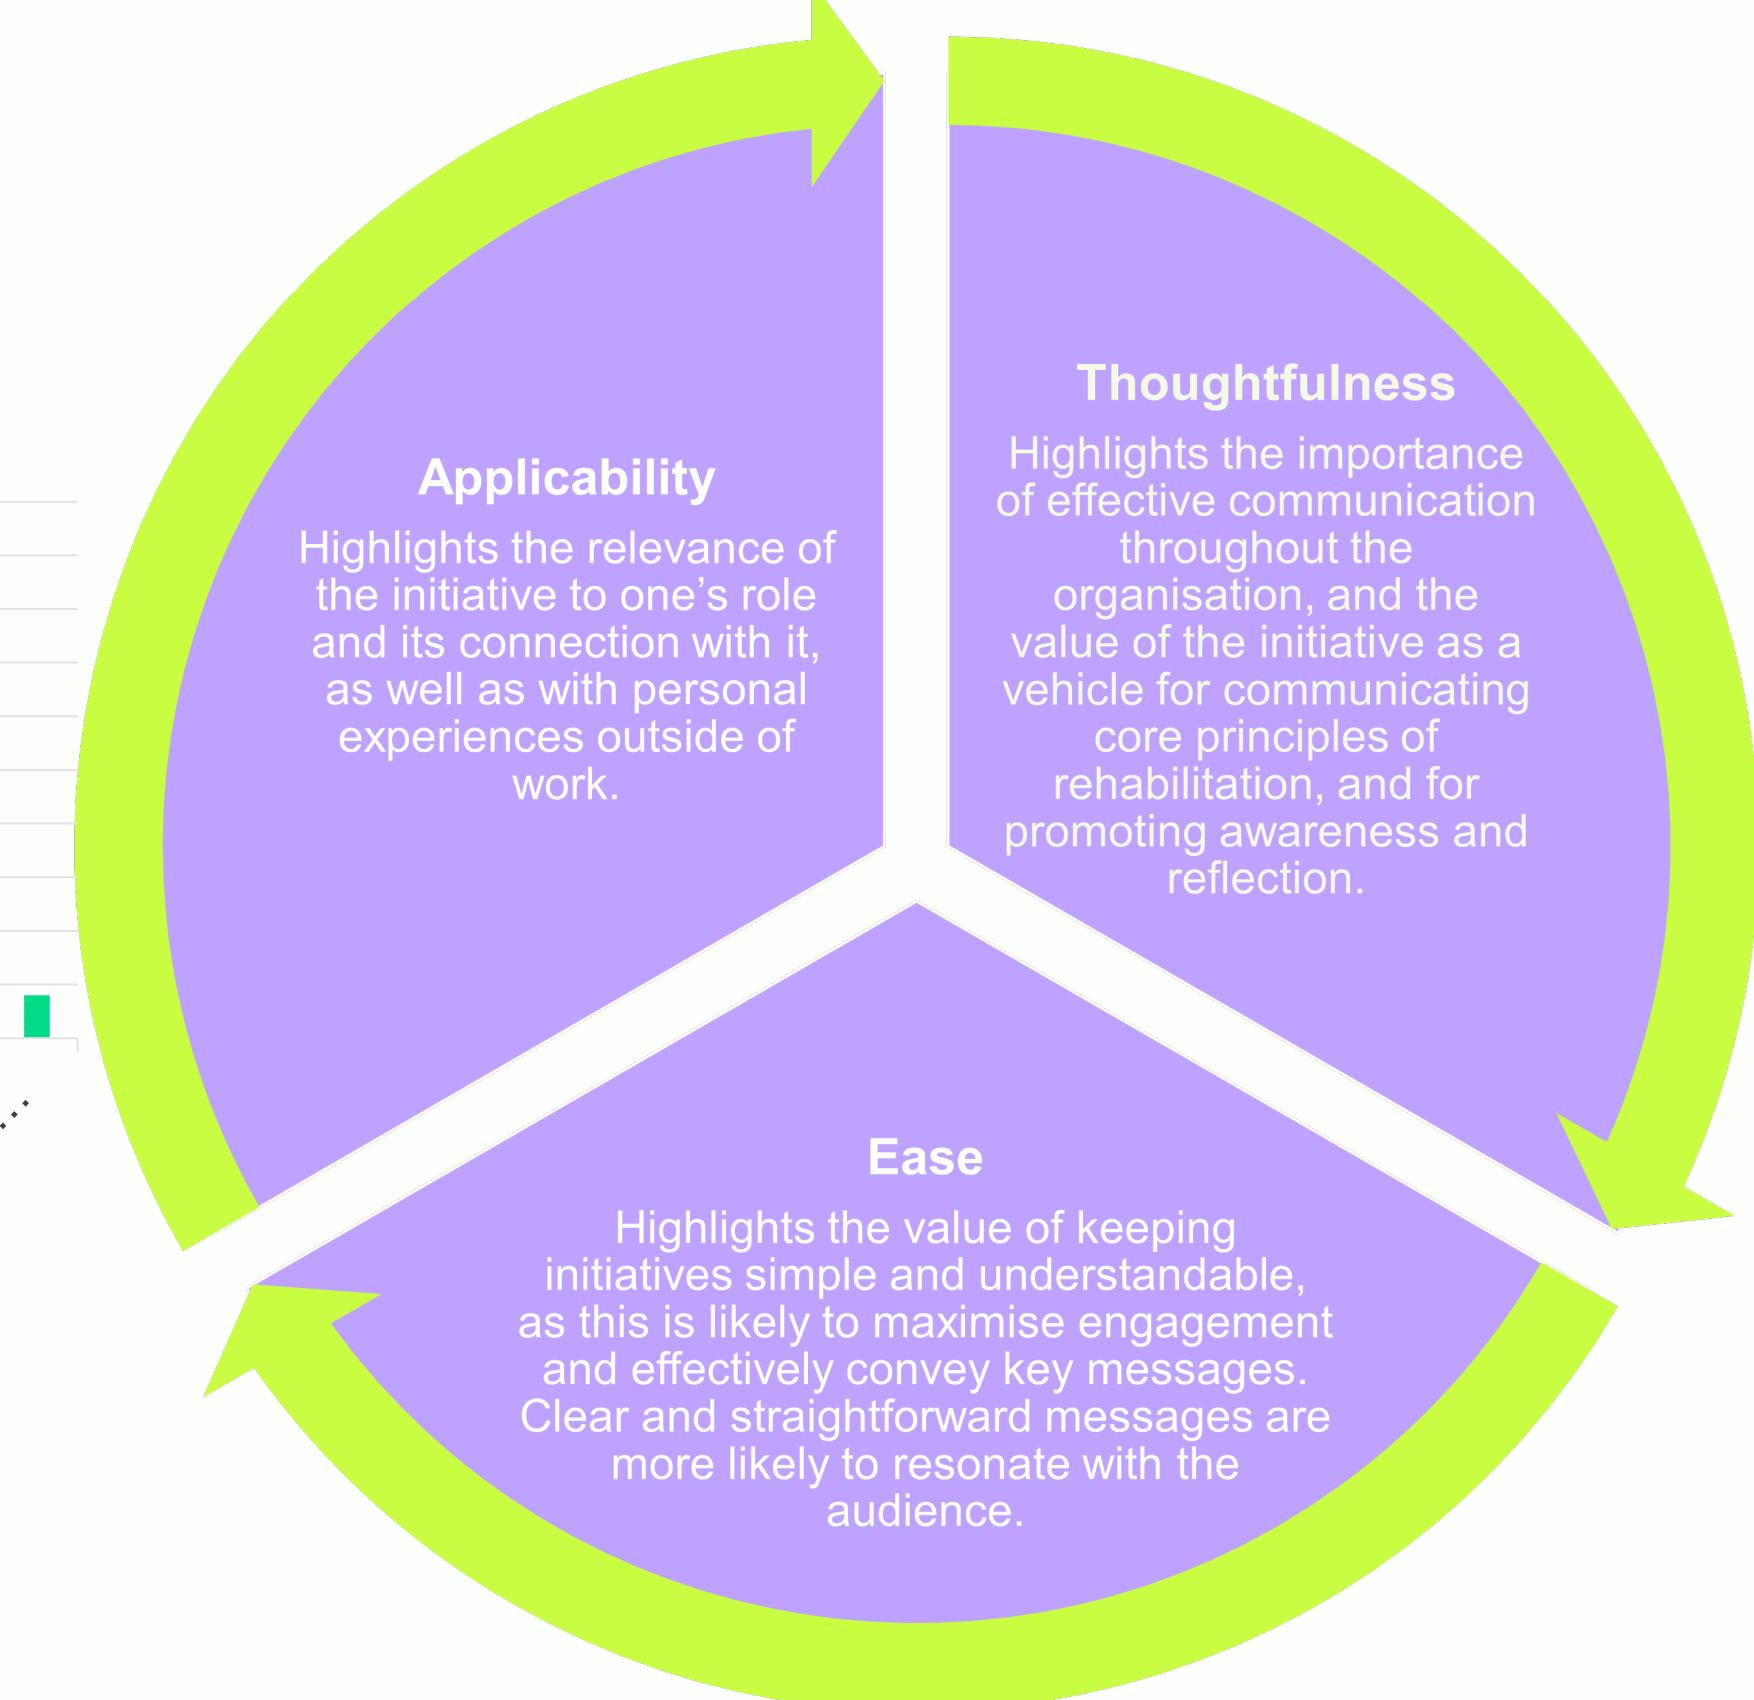 Applicability
Highlights the relevance of
the initiative to one’s role
and its connection with it,
as well as with personal
experiences outside of
work.
Thoughtfulness
Highlights the importance
of effective communication
throughout the
organisation, and the
value of the initiative as a
vehicle for communicating
core principles of
rehabilitation, and for
promoting awareness and
reflection.
Ease
Highlights the value of keeping
initiatives simple and understandable,
as this is likely to maximise engagement
and effectively convey key messages.
Clear and straightforward messages are
more likely to resonate with the
audience.